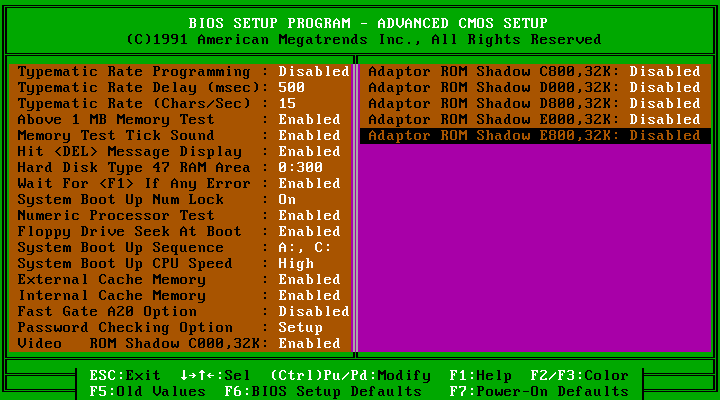 BIOS SETUP PROGRAM - ADVANCED CMOS SETUP
(C)1991 American Megatrends Inc., All Rights Reserved
Typematic Rate Programming : Disabled
Typematic Rate Delay (msec): 500
Typematic Rate (Chars/Sec) : 15
Above 1 MB Memory Test : Enabled
Memory Test Tick Sound : Enabled
Hit <DEL> Message Display : Enabled
Hard Disk Type 47 RAM Area : 0:300
Wait For <F1> If Any Error : Enabled
System Boot Up Num Lock : On
Numeric Processor Test : Enabled
Floppy Drive Seek At Boot : Enabled
System Boot Up Sequence : A:, C:
System Boot Up CPU Speed : High
External Cache Memory : Enabled
Internal Cache Memory : Enabled
Fast Gate A20 Option : Disabled
Password Checking Option : Setup
Video ROM Shadow C000,32K: Enabled
Adaptor ROM Shadow C800,32K: Disabled
Adaptor ROM Shadow D000,32K: Disabled
Adaptor ROM Shadow D800,32K: Disabled
Adaptor ROM Shadow E000,32K: Disabled
Adaptor ROM Shadow E800,32K: Disabled
ESC:Exit ↓→↑←:Sel (Ctrl)Pu/Pd:Modify F1:Help F2/F3:Color
F5:Old Values F6:BIOS Setup Defaults F7:Power-On Defaults